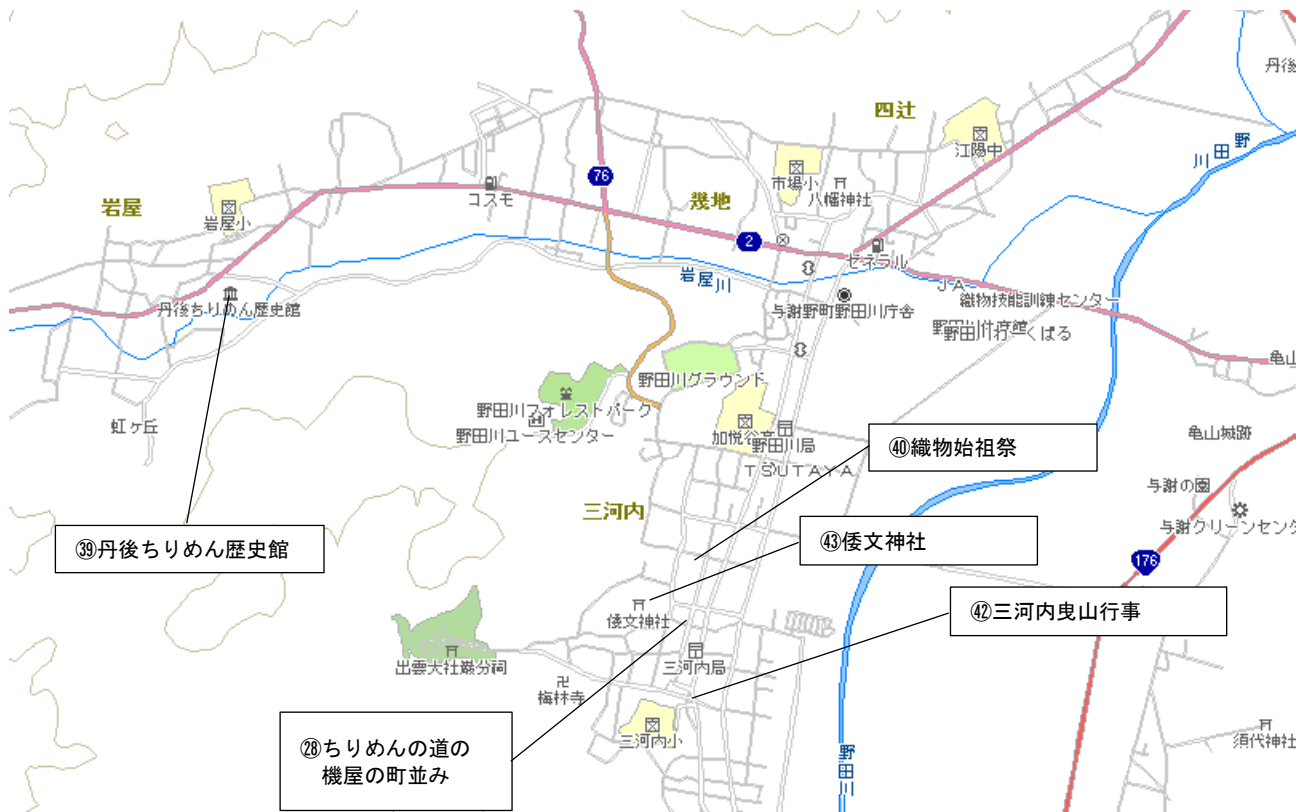 丹後
四辻
江陽中
野田川
76
市場小
八幡神社
コスモ
幾地
岩屋
岩屋小
2
ゼネラル
岩屋川
JA
織物技能訓練センター
丹後ちりめん歴史館
与謝野町野田川庁舎
くばる
亀山
野田川グラウンド
野田川フォレストパーク
野田川ユースセンター
虹ヶ丘
加悦谷高
野田川局
TSUTAYA
亀山城跡
㊵織物始祖祭
与謝の園
三河内
与謝クリーンセンタ
㊴丹後ちりめん歴史館
㊸倭文神社
176
㊷三河内曳山行事
倭文神社
三河内局
出雲大社巌分祠
梅林寺
㉘ちりめんの道の
機屋の町並み
三河内小
野田川
須代神社